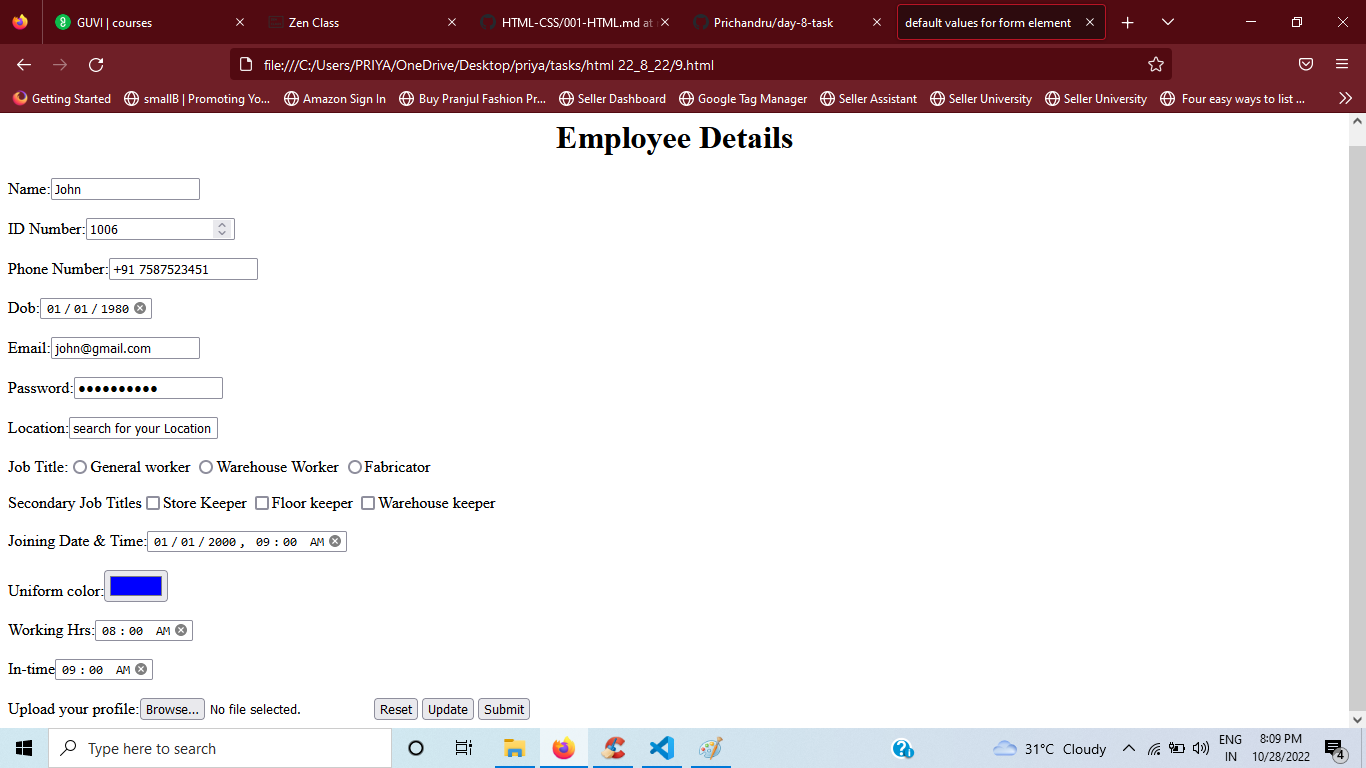 GUVI | courses
Zen Class
HTML-CSS/001-HTML.md at
Prichandru/day-8-task
default values for form element
file:///C:/Users/PRIYA/OneDrive/Desktop/priya/tasks/html 22_8_22/9.html
Getting Started
smallB | Promoting Yo...
Amazon Sign In
Buy Pranjul Fashion Pr...
Seller Dashboard
Google Tag Manager
Seller Assistant
Seller University
Seller University
Four easy ways to list ...
Employee Details
Name: John
ID Number: 1006
Phone Number: +91 7587523451
Dob: 01 / 01 / 1980
Email: john@gmail.com
Password: ●●●●●●●●●●
Location: search for your Location
Job Title: General worker Warehouse Worker Fabricator
Secondary Job Titles Store Keeper Floor keeper Warehouse keeper
Joining Date & Time: 01 / 01 / 2000 , 09 : 00 AM
Uniform color:
Working Hrs: 08 : 00 AM
In-time 09 : 00 AM
Upload your profile: Browse... No file selected. Reset Update Submit
Type here to search
31°C Cloudy
ENG
IN
8:09 PM
10/28/2022
4